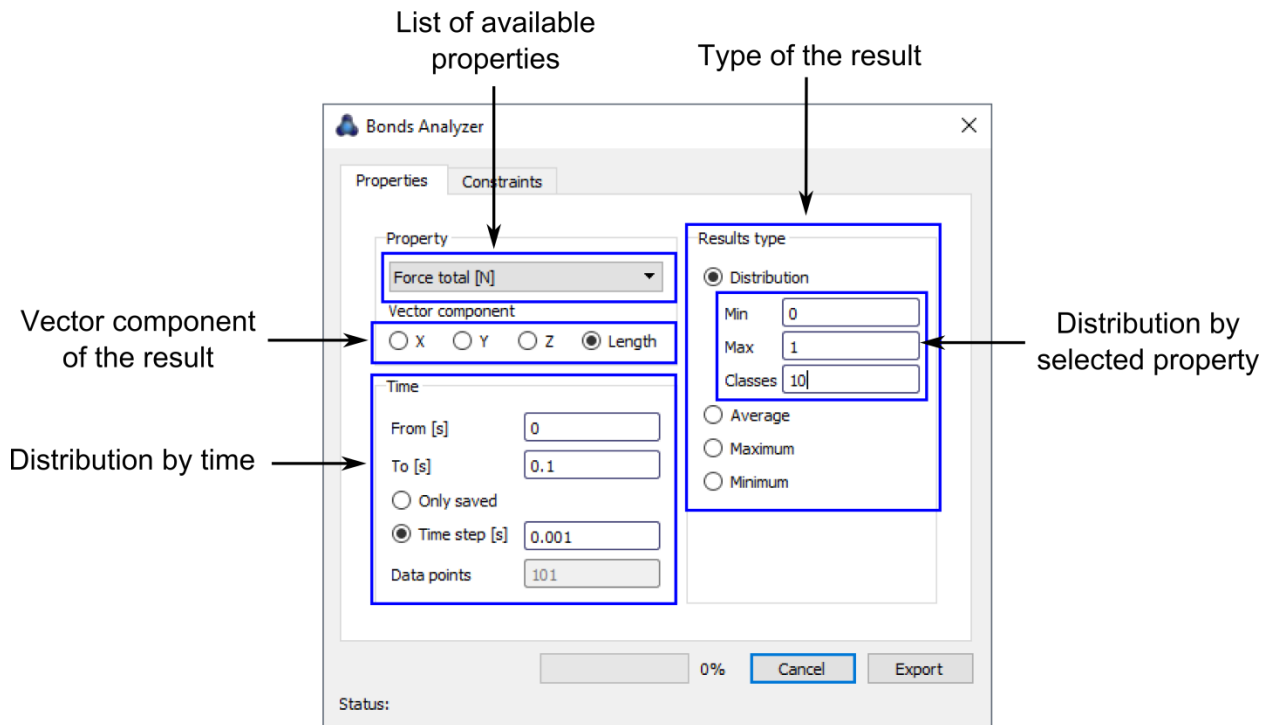 List of available
properties
Type of the result
Bonds Analyzer
Properties
Constraints
Property
Force total [N]
Vector component
X Y Z Length
Vector component
of the result
Time
From [s] 0
To [s] 0.1
Only saved
Time step [s] 0.001
Data points 101
Distribution by time
Results type
Distribution
Min 0
Max 1
Classes 10
Average
Maximum
Minimum
Distribution by
selected property
0%
Cancel
Export
Status: